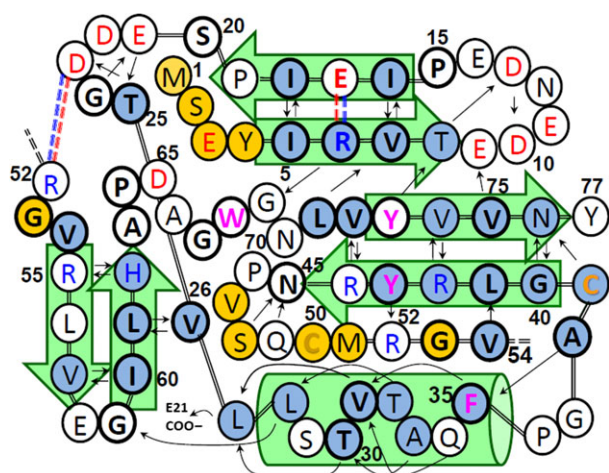 D D E S 20 P I E I P 15 E D N E D 10 E
M 1 S E Y I R V T
5
G T 25
52 R
G V
65
P D A A G W G N L V Y V V N Y
75 77
70
P V S Q C M R G V
50 52 54
N 45 R Y R L G C
40
A
G
P
55 R L V E G
H L I 60
26 V
L L S T V T A Q F 35
30
E21
COO–